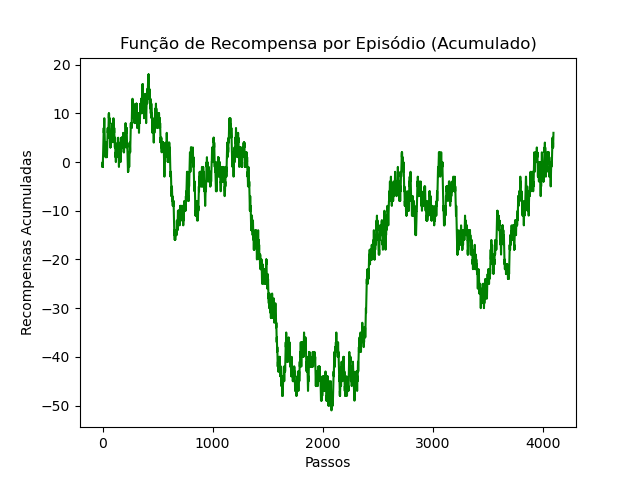 Função de Recompensa por Episódio (Acumulado)
Recompensas Acumuladas
20
10
0
−10
−20
−30
−40
−50
0 1000 2000 3000 4000
Passos